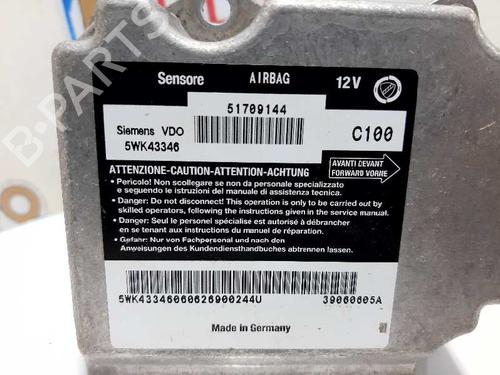 Sensore AIRBAG 12V
51709144
Siemens VDO
5WK43346
C100
AVANTI DEVANT
FORWARD VORNE
ATTENZIONE-CAUTION-ATTENTION-ACHTUNG
• Pericolo! Non scollegare se non da personale specializzato
e seguendo le istruzioni del manuale di assistenza tecnica.
• Danger: Do not disconnect! This operation is only to be carried out by
skilled operators, following the instructions given in the service manual.
• Danger: Seul le personnel spécialisé est autorisé à débrancher
en se tenant aux instructions du manuel de réparation.
• Gefahr: Nur von Fachpersonal und nach den
Anweisungen des Kundendiensthandbuches abtrennen lassen.
5WK43346060626900244U 39060605A
Made in Germany
B-PARTS